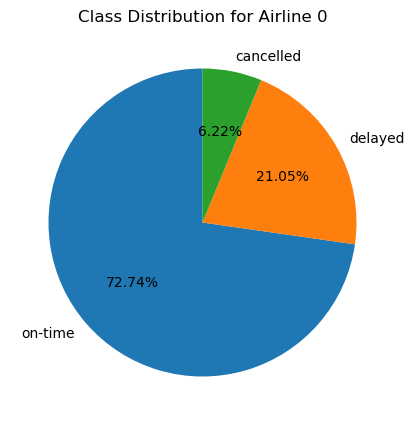 Class Distribution for Airline 0
cancelled
6.22%
delayed
21.05%
72.74%
on-time